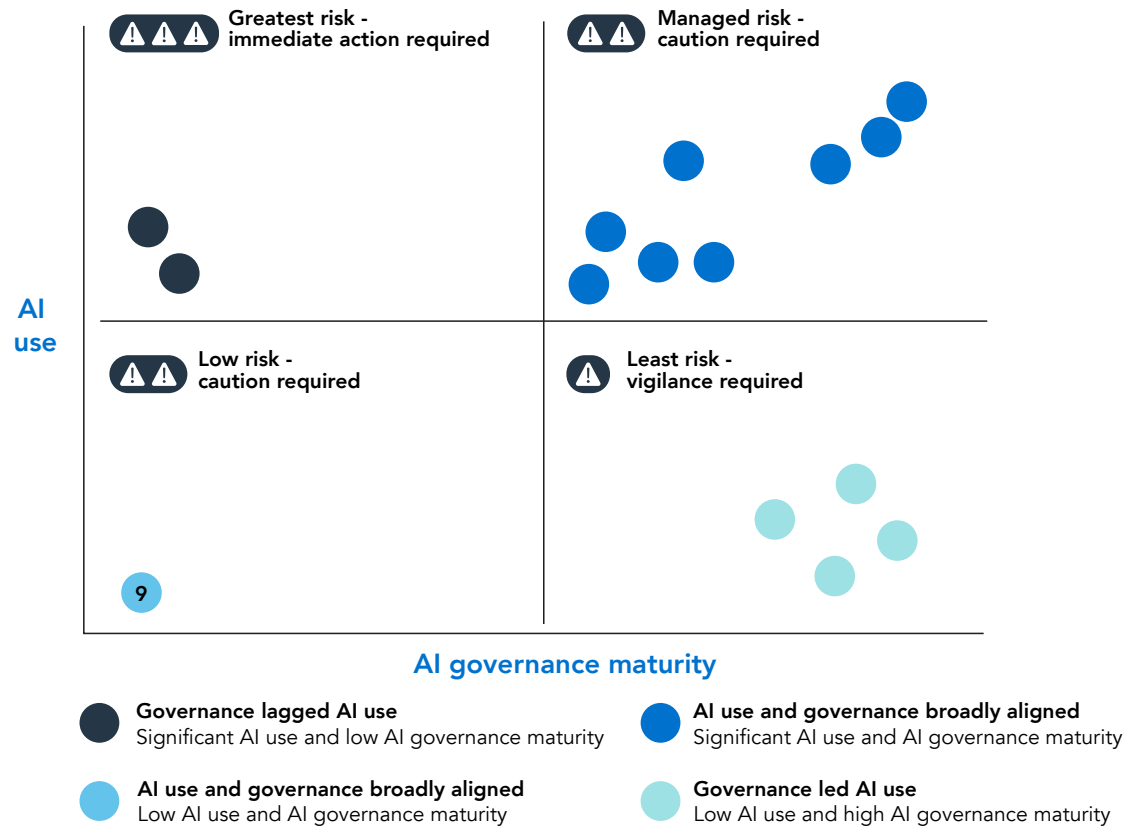 Greatest risk -
immediate action required
Managed risk -
caution required
AI
use
Low risk -
caution required
Least risk -
vigilance required
9
AI governance maturity
Governance lagged AI use
Significant AI use and low AI governance maturity
AI use and governance broadly aligned
Significant AI use and AI governance maturity
AI use and governance broadly aligned
Low AI use and AI governance maturity
Governance led AI use
Low AI use and high AI governance maturity